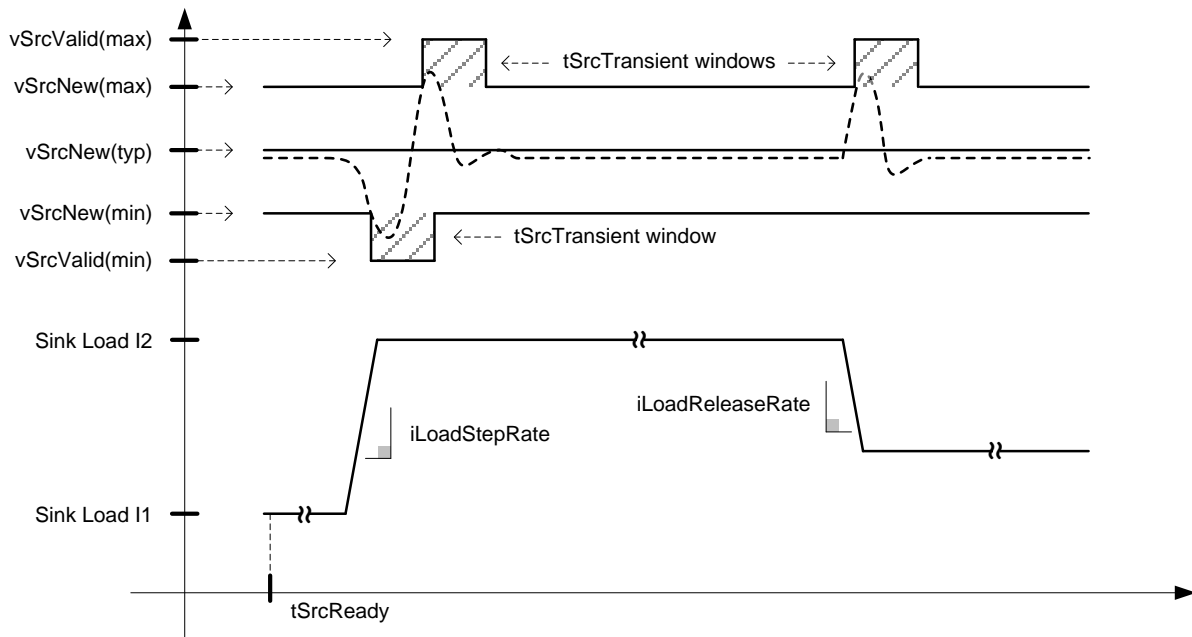 vSrcValid(max)
tSrcTransient windows
vSrcNew(max)
vSrcNew(typ)
vSrcNew(min)
tSrcTransient window
vSrcValid(min)
Sink Load I2
iLoadReleaseRate
iLoadStepRate
Sink Load I1
tSrcReady